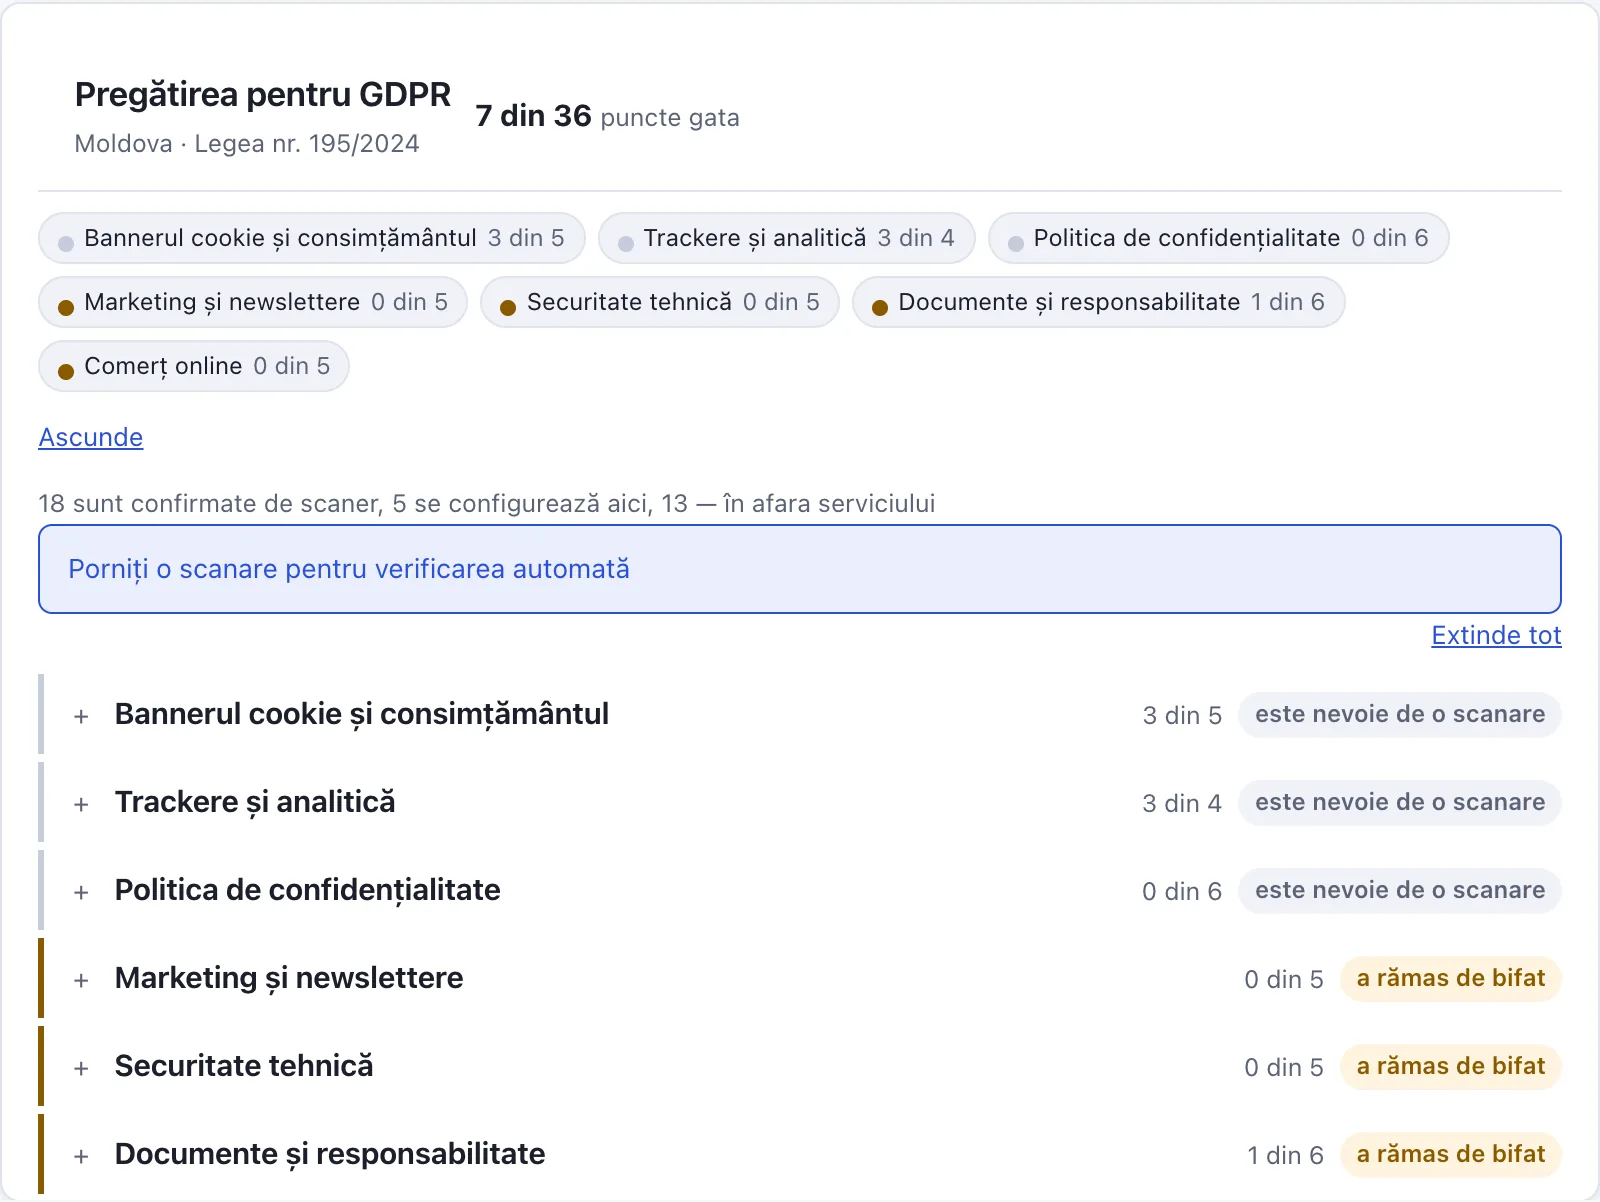 Pregătirea pentru GDPR
Moldova · Legea nr. 195/2024
7 din 36 puncte gata
Bannerul cookie și consimțământul 3 din 5
Trackere și analitică 3 din 4
Politica de confidențialitate 0 din 6
Marketing și newslettere 0 din 5
Securitate tehnică 0 din 5
Documente și responsabilitate 1 din 6
Comerț online 0 din 5
Ascunde
18 sunt confirmate de scaner, 5 se configurează aici, 13 — în afara serviciului
Porniți o scanare pentru verificarea automată
Extinde tot
+ Bannerul cookie și consimțământul 3 din 5 este nevoie de o scanare
+ Trackere și analitică 3 din 4 este nevoie de o scanare
+ Politica de confidențialitate 0 din 6 este nevoie de o scanare
+ Marketing și newslettere 0 din 5 a rămas de bifat
+ Securitate tehnică 0 din 5 a rămas de bifat
+ Documente și responsabilitate 1 din 6 a rămas de bifat